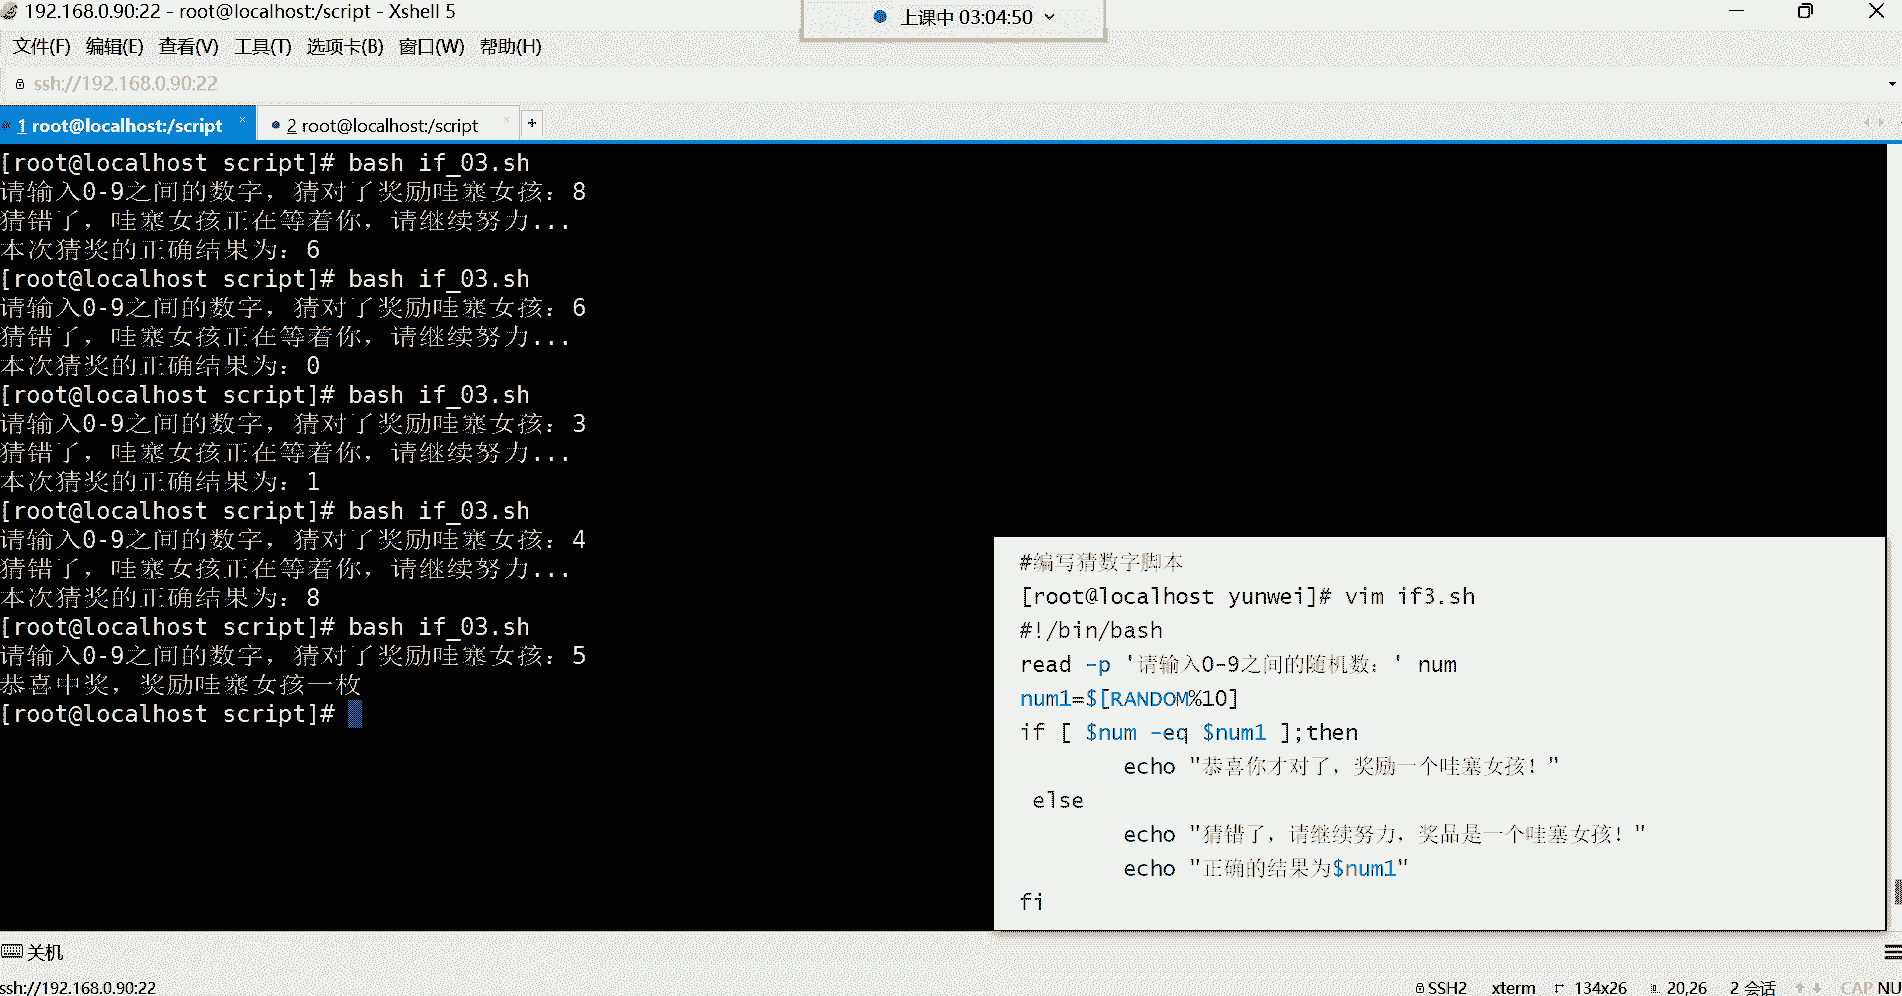 192.168.0.90:22 - root@localhost:/script - Xshell 5
上课中 03:04:50
文件(F) 编辑(E) 查看(V) 工具(T) 选项卡(B) 窗口(W) 帮助(H)
ssh://192.168.0.90:22
1 root@localhost:/script × 2 root@localhost:/script × +
[root@localhost script]# bash if_03.sh
请输入0-9之间的数字，猜对了奖励哇塞女孩：8
猜错了，哇塞女孩正在等着你，请继续努力...
本次猜奖的正确结果为：6
[root@localhost script]# bash if_03.sh
请输入0-9之间的数字，猜对了奖励哇塞女孩：6
猜错了，哇塞女孩正在等着你，请继续努力...
本次猜奖的正确结果为：0
[root@localhost script]# bash if_03.sh
请输入0-9之间的数字，猜对了奖励哇塞女孩：3
猜错了，哇塞女孩正在等着你，请继续努力...
本次猜奖的正确结果为：1
[root@localhost script]# bash if_03.sh
请输入0-9之间的数字，猜对了奖励哇塞女孩：4
猜错了，哇塞女孩正在等着你，请继续努力...
本次猜奖的正确结果为：8
[root@localhost script]# bash if_03.sh
请输入0-9之间的数字，猜对了奖励哇塞女孩：5
恭喜中奖，奖励哇塞女孩一枚
[root@localhost script]#
#编写猜数字脚本
[root@localhost yunwei]# vim if3.sh
#!/bin/bash
read -p '请输入0-9之间的随机数：' num
num1=$[RANDOM%10]
if [ $num -eq $num1 ];then
echo "恭喜你才对了，奖励一个哇塞女孩！"
else
echo "猜错了，请继续努力，奖品是一个哇塞女孩！"
echo "正确的结果为$num1"
fi
关机
ssh://192.168.0.90:22 SSH2 xterm 134x26 20,26 2 会话 CAP NU